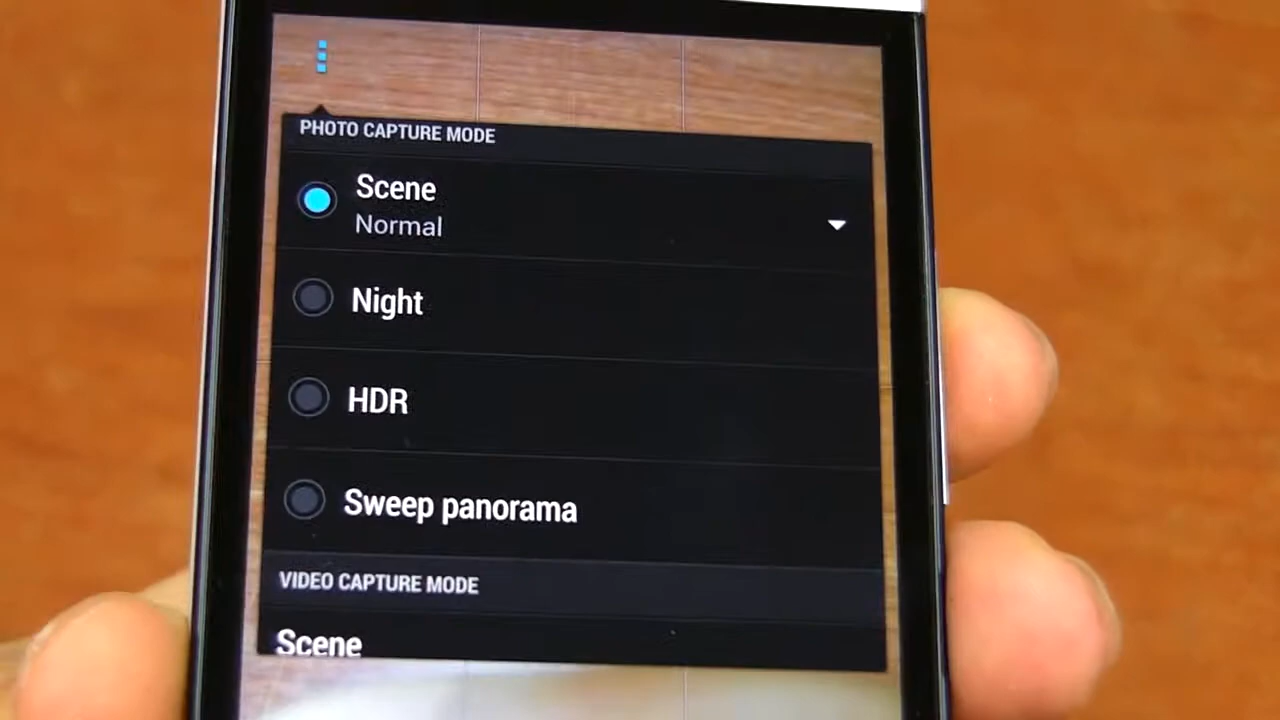 PHOTO CAPTURE MODE
Scene
Normal
Night
HDR
Sweep panorama
VIDEO CAPTURE MODE
Scene